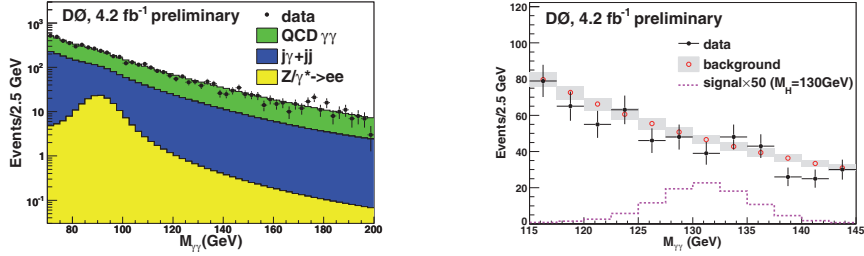 DØ, 4.2 fb⁻¹ preliminary
data
QCD γγ
jγ+jj
Z/γ*->ee
Events/2.5 GeV
10³
10²
10
1
10⁻¹
80 100 120 140 160 180 200
Mγγ(GeV)
DØ, 4.2 fb⁻¹ preliminary
data
background
signal×50 (M_H=130GeV)
Events/2.5 GeV
120
100
80
60
40
20
0
115 120 125 130 135 140 145
Mγγ (GeV)